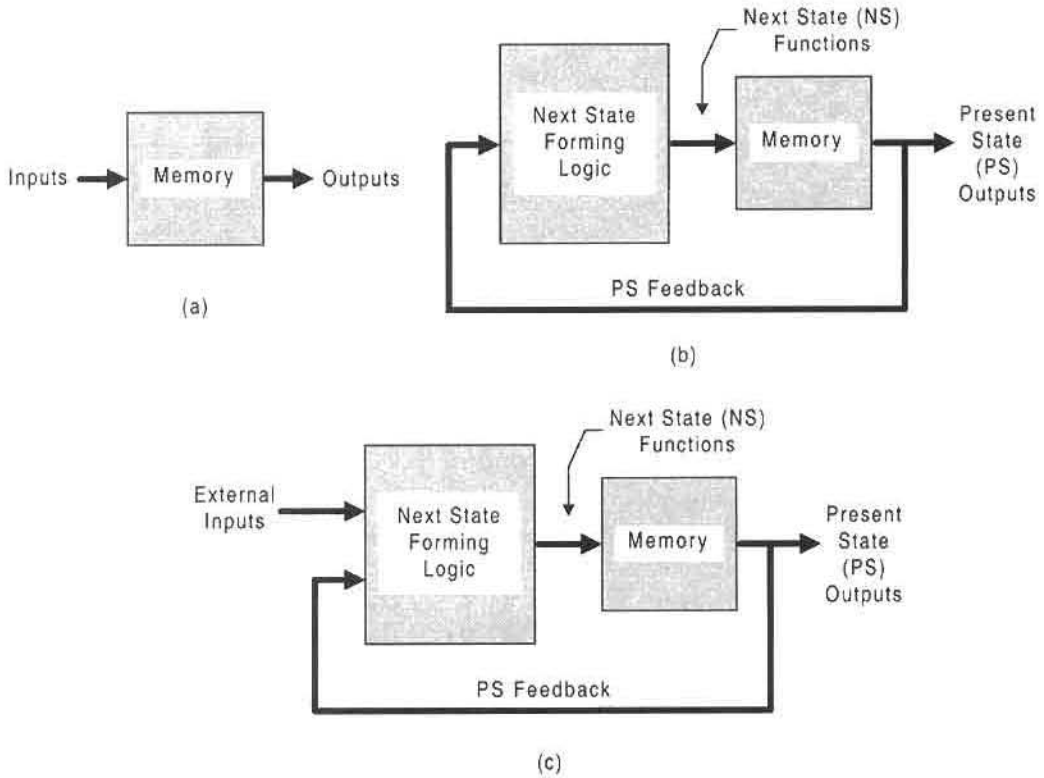 Inputs
Memory
Outputs
(a)
Next State (NS)
Functions
Next State
Forming
Logic
Memory
Present
State
(PS)
Outputs
PS Feedback
(b)
Next State (NS)
Functions
External
Inputs
Next State
Forming
Logic
Memory
Present
State
(PS)
Outputs
PS Feedback
(c)